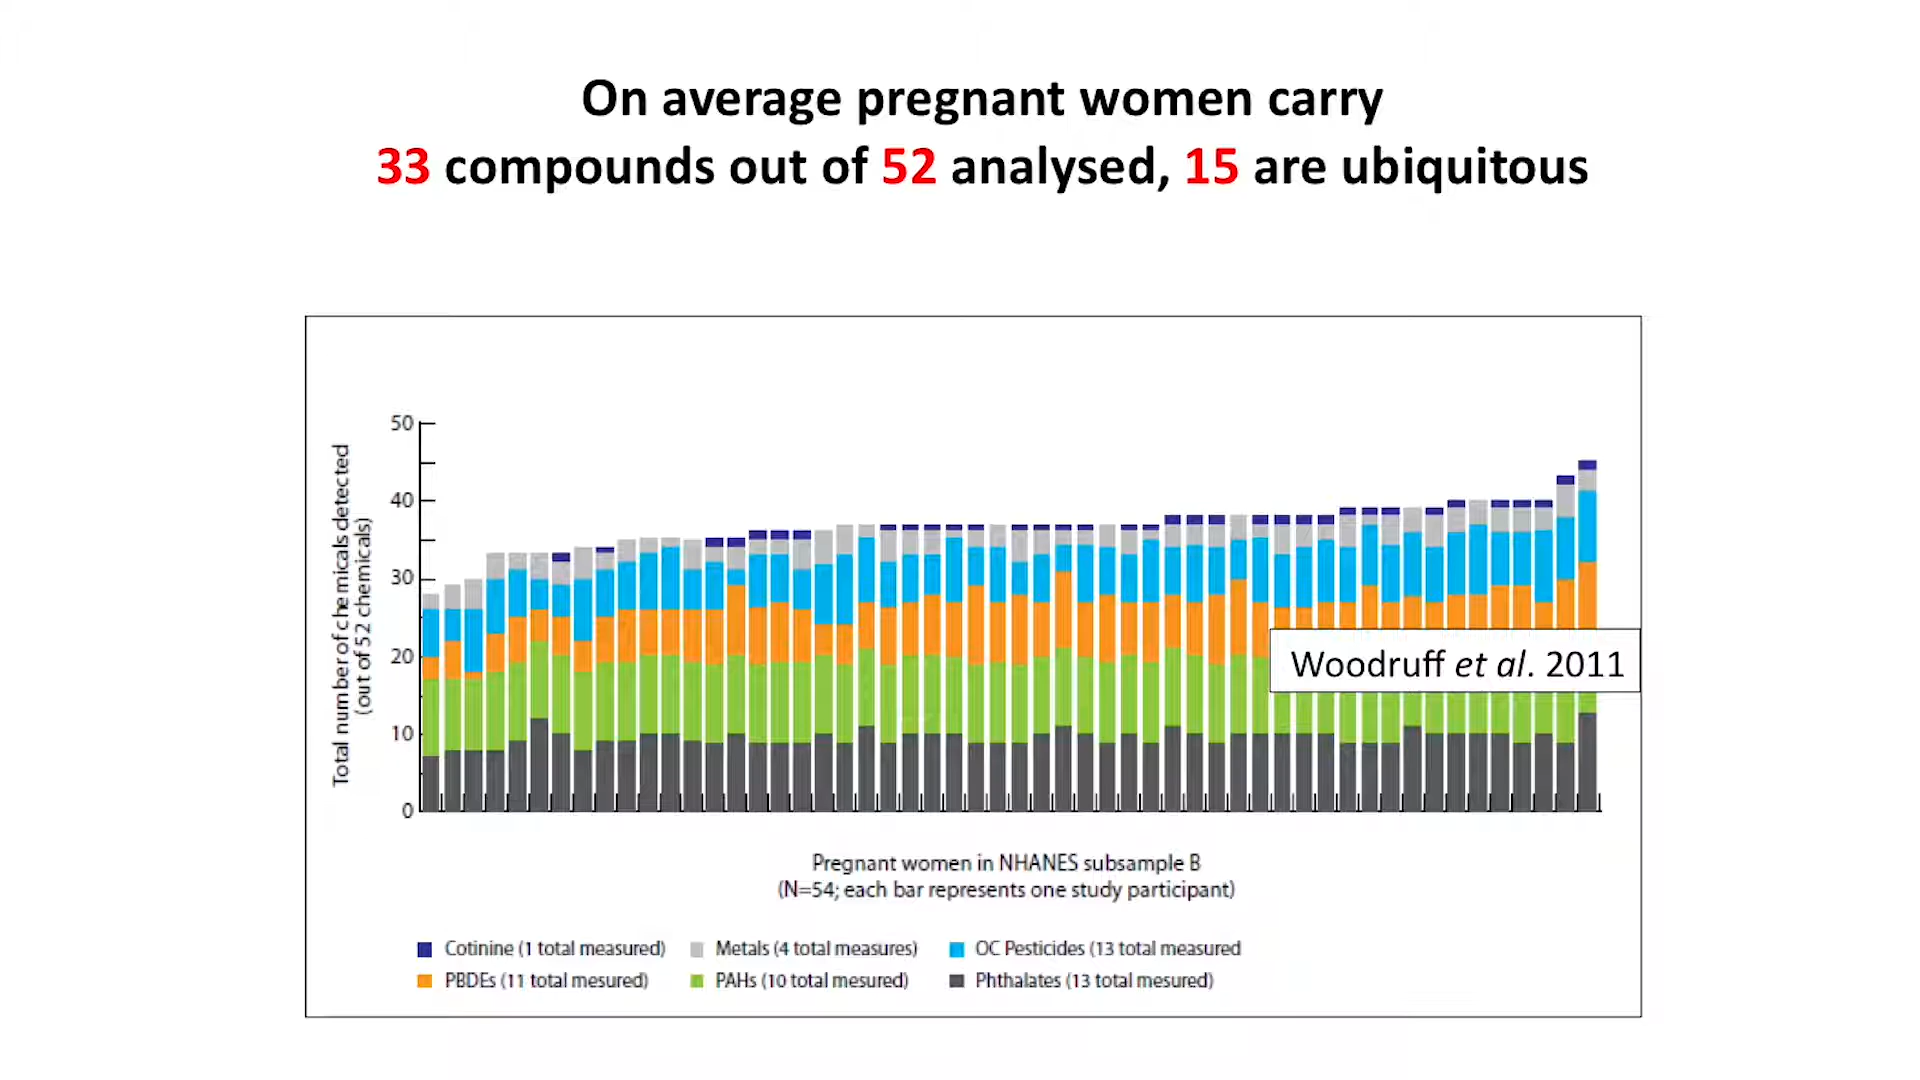 On average pregnant women carry
33 compounds out of 52 analysed, 15 are ubiquitous
Total number of chemicals detected
(out of 52 chemicals)
50
40
30
20
10
0
Woodruff et al. 2011
Pregnant women in NHANES subsample B
(N=54; each bar represents one study participant)
Cotinine (1 total measured)
Metals (4 total measures)
OC Pesticides (13 total measured
PBDEs (11 total mesured)
PAHs (10 total mesured)
Phthalates (13 total mesured)